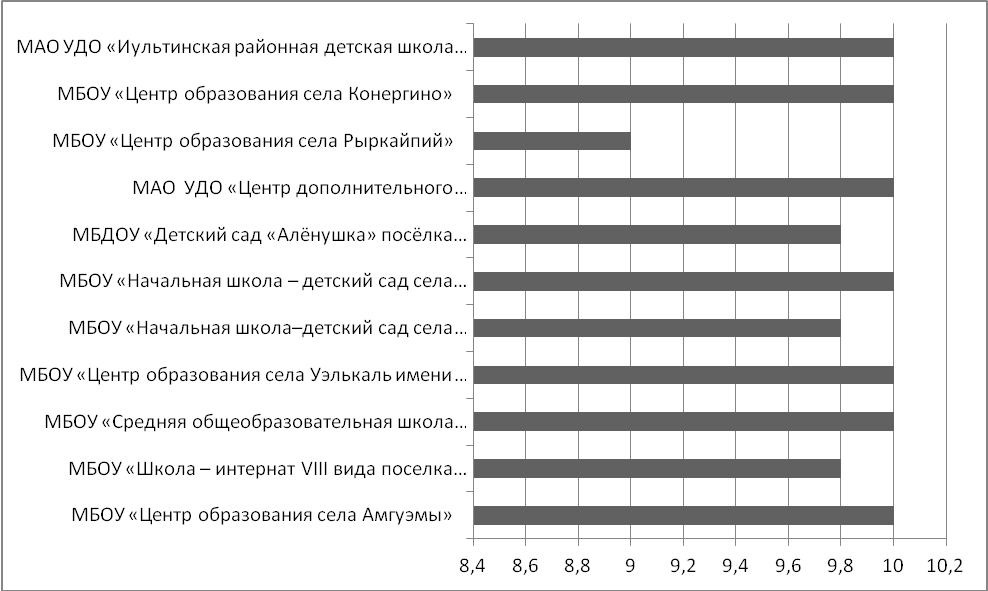 МАО УДО «Иультинская районная детская школа...
МБОУ «Центр образования села Конергино»
МБОУ «Центр образования села Рыркайпий»
МАО УДО «Центр дополнительного...
МБДОУ «Детский сад «Алёнушка» посёлка...
МБОУ «Начальная школа – детский сад села...
МБОУ «Начальная школа–детский сад села...
МБОУ «Центр образования села Уэлькаль имени...
МБОУ «Средняя общеобразовательная школа...
МБОУ «Школа – интернат VIII вида поселка...
МБОУ «Центр образования села Амгуэмы»
8,4 8,6 8,8 9 9,2 9,4 9,6 9,8 10 10,2